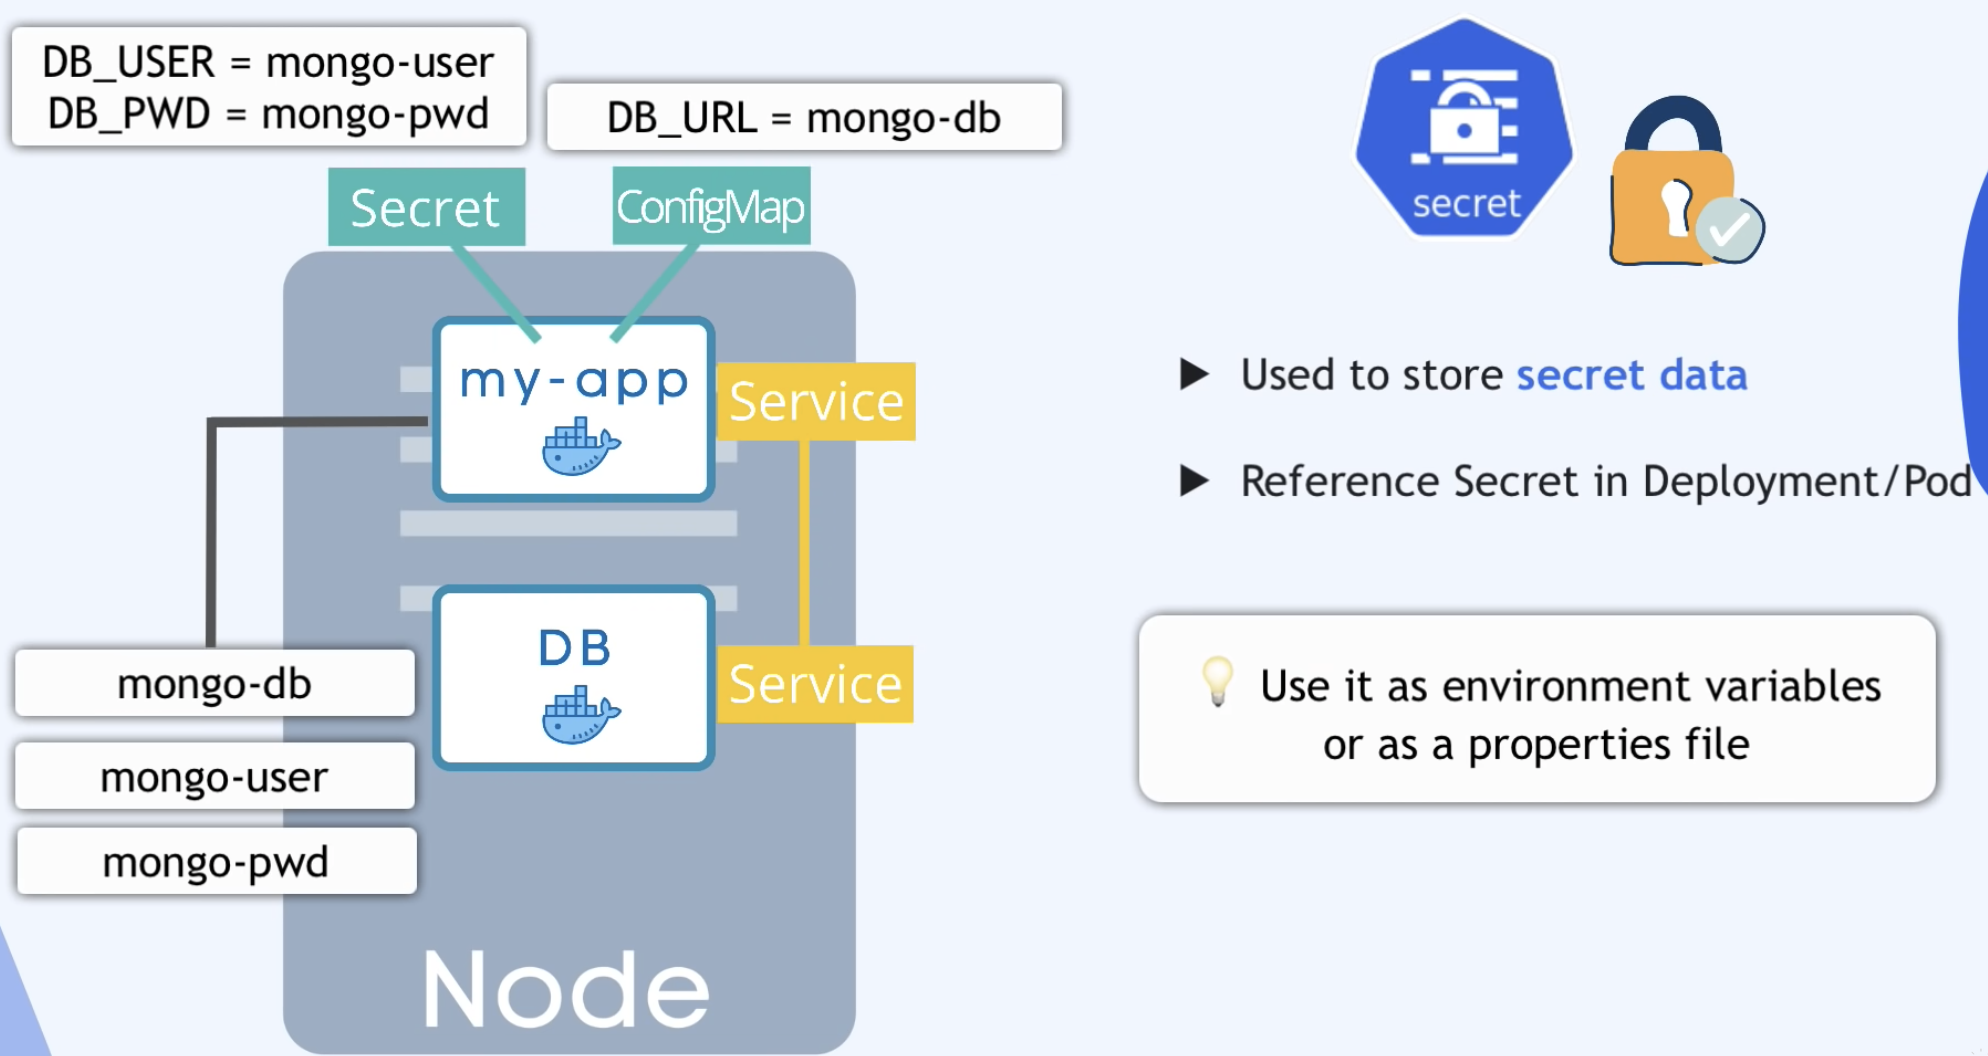 DB_USER = mongo-user
DB_PWD = mongo-pwd
DB_URL = mongo-db
Secret
ConfigMap
my-app
Service
DB
Service
mongo-db
mongo-user
mongo-pwd
Node
secret
▶ Used to store secret data
▶ Reference Secret in Deployment/Pod
💡 Use it as environment variables
or as a properties file